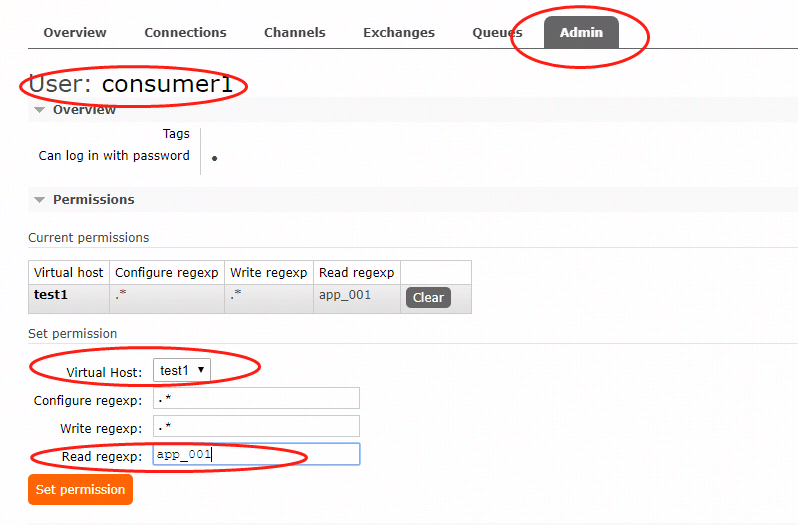 Overview Connections Channels Exchanges Queues Admin
User: consumer1
Overview
Tags
Can log in with password ●
Permissions
Current permissions
Virtual host Configure regexp Write regexp Read regexp
test1 .* .* app_001 Clear
Set permission
Virtual Host: test1
Configure regexp: .*
Write regexp: .*
Read regexp: app_001
Set permission